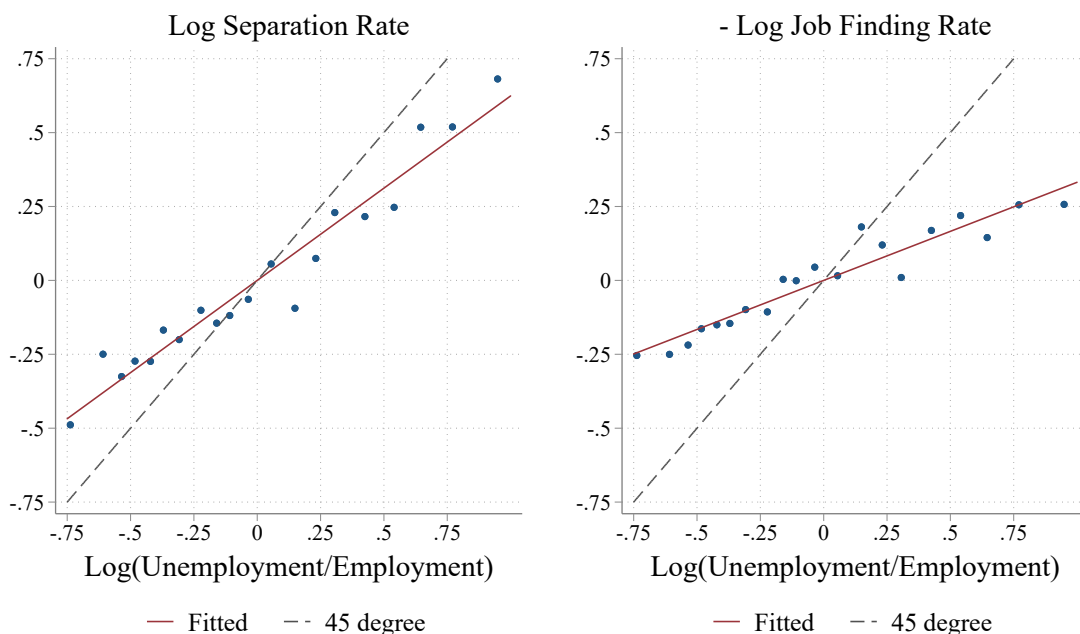 Log Separation Rate
.75
.5
.25
0
-.25
-.5
-.75
-.75 -.5 -.25 0 .25 .5 .75
Log(Unemployment/Employment)
Fitted 45 degree
- Log Job Finding Rate
.75
.5
.25
0
-.25
-.5
-.75
-.75 -.5 -.25 0 .25 .5 .75
Log(Unemployment/Employment)
Fitted 45 degree